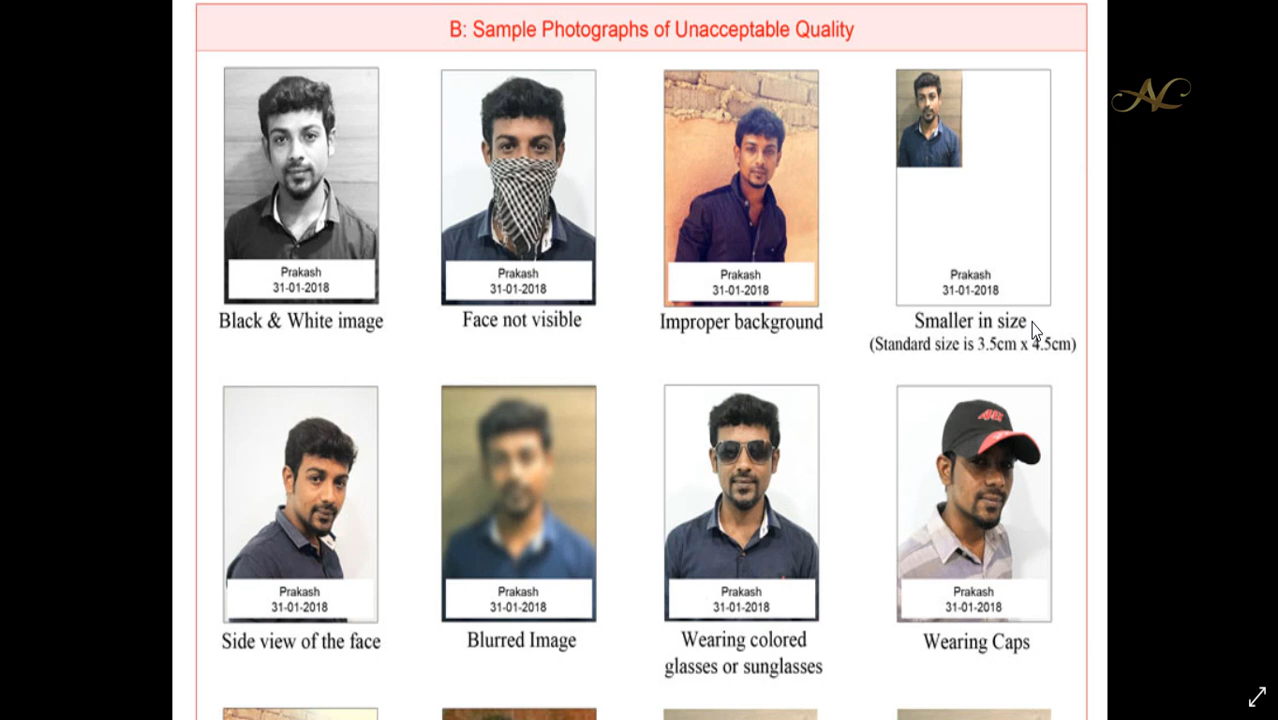 B: Sample Photographs of Unacceptable Quality
AC
Prakash
31-01-2018
Black & White image
Prakash
31-01-2018
Face not visible
Prakash
31-01-2018
Improper background
Prakash
31-01-2018
Smaller in size
(Standard size is 3.5cm x 4.5cm)
Prakash
31-01-2018
Side view of the face
Prakash
31-01-2018
Blurred Image
Prakash
31-01-2018
Wearing colored
glasses or sunglasses
Prakash
31-01-2018
Wearing Caps